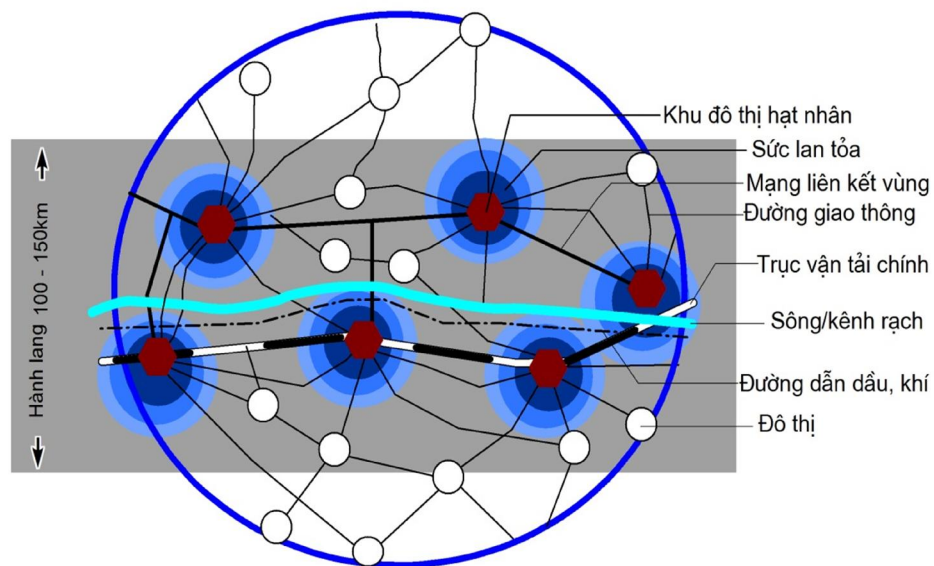 Khu đô thị hạt nhân
Sức lan tỏa
Mạng liên kết vùng
Đường giao thông
Trục vận tải chính
Sông/kênh rạch
Đường dẫn dầu, khí
Đô thị
Hành lang 100 - 150km